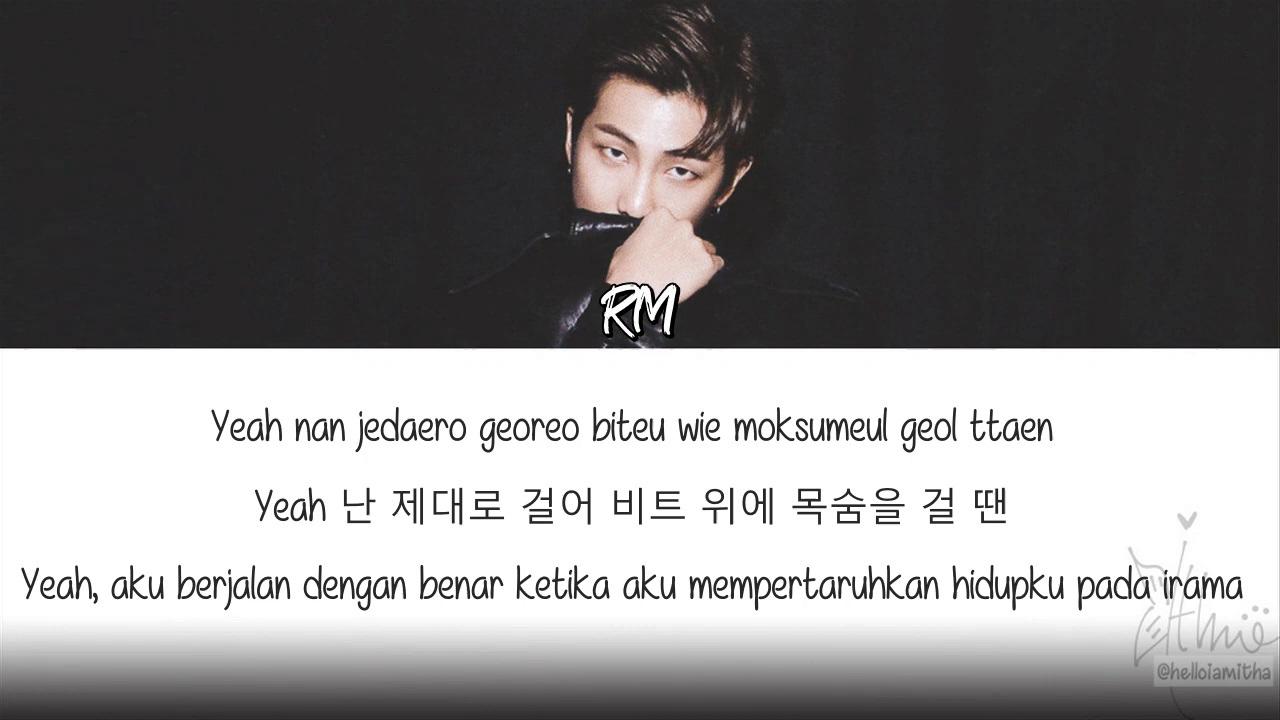 RM
Yeah nan jedaero georeo biteu wie moksumeul geol ttaen
Yeah 난 제대로 걸어 비트 위에 목숨을 걸 땐
Yeah, aku berjalan dengan benar ketika aku mempertaruhkan hidupku pada irama
@helloiamitha